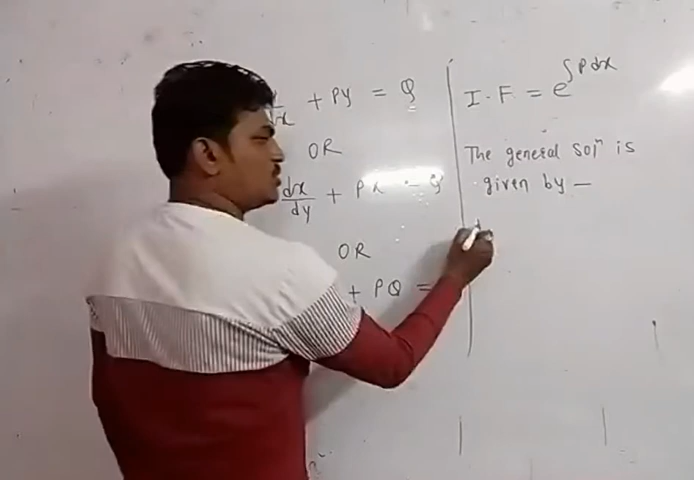 + Py = Q
OR
dx/dy + Px = Q
OR
+ PQ =
I.F = e^∫Pdx
The general solⁿ is
given by —